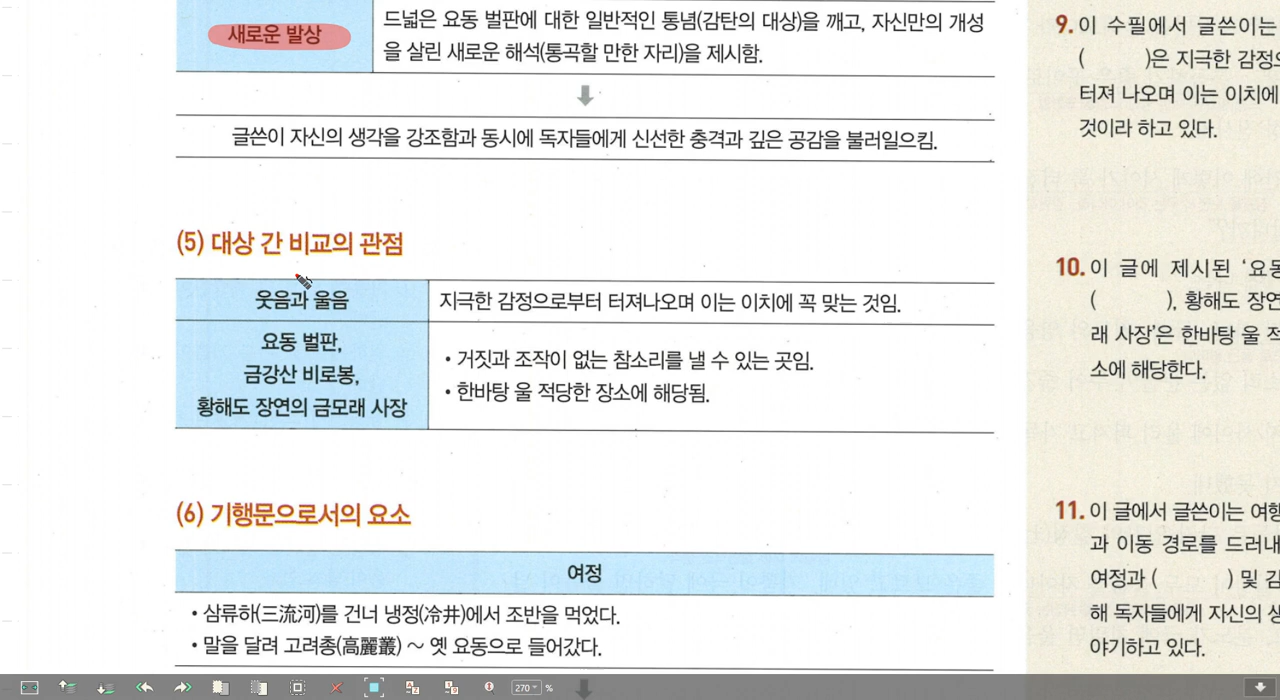 새로운 발상
드넓은 요동 벌판에 대한 일반적인 통념(감탄의 대상)을 깨고, 자신만의 개성
을 살린 새로운 해석(통곡할 만한 자리)을 제시함.
글쓴이 자신의 생각을 강조함과 동시에 독자들에게 신선한 충격과 깊은 공감을 불러일으킴.
(5) 대상 간 비교의 관점
웃음과 울음
지극한 감정으로부터 터져나오며 이는 이치에 꼭 맞는 것임.
요동 벌판,
금강산 비로봉,
황해도 장연의 금모래 사장
• 거짓과 조작이 없는 참소리를 낼 수 있는 곳임.
• 한바탕 울 적당한 장소에 해당됨.
(6) 기행문으로서의 요소
여정
• 삼류하(三流河)를 건너 냉정(冷井)에서 조반을 먹었다.
• 말을 달려 고려총(高麗叢) ~ 옛 요동으로 들어갔다.
9. 이 수필에서 글쓴이는
( )은 지극한 감정으
터져 나오며 이는 이치에
것이라 하고 있다.
10. 이 글에 제시된 '요동
( ), 황해도 장연
래 사장'은 한바탕 울 적
소에 해당한다.
11. 이 글에서 글쓴이는 여행
과 이동 경로를 드러내
여정과 ( ) 및 감
해 독자들에게 자신의 생
야기하고 있다.
270 %